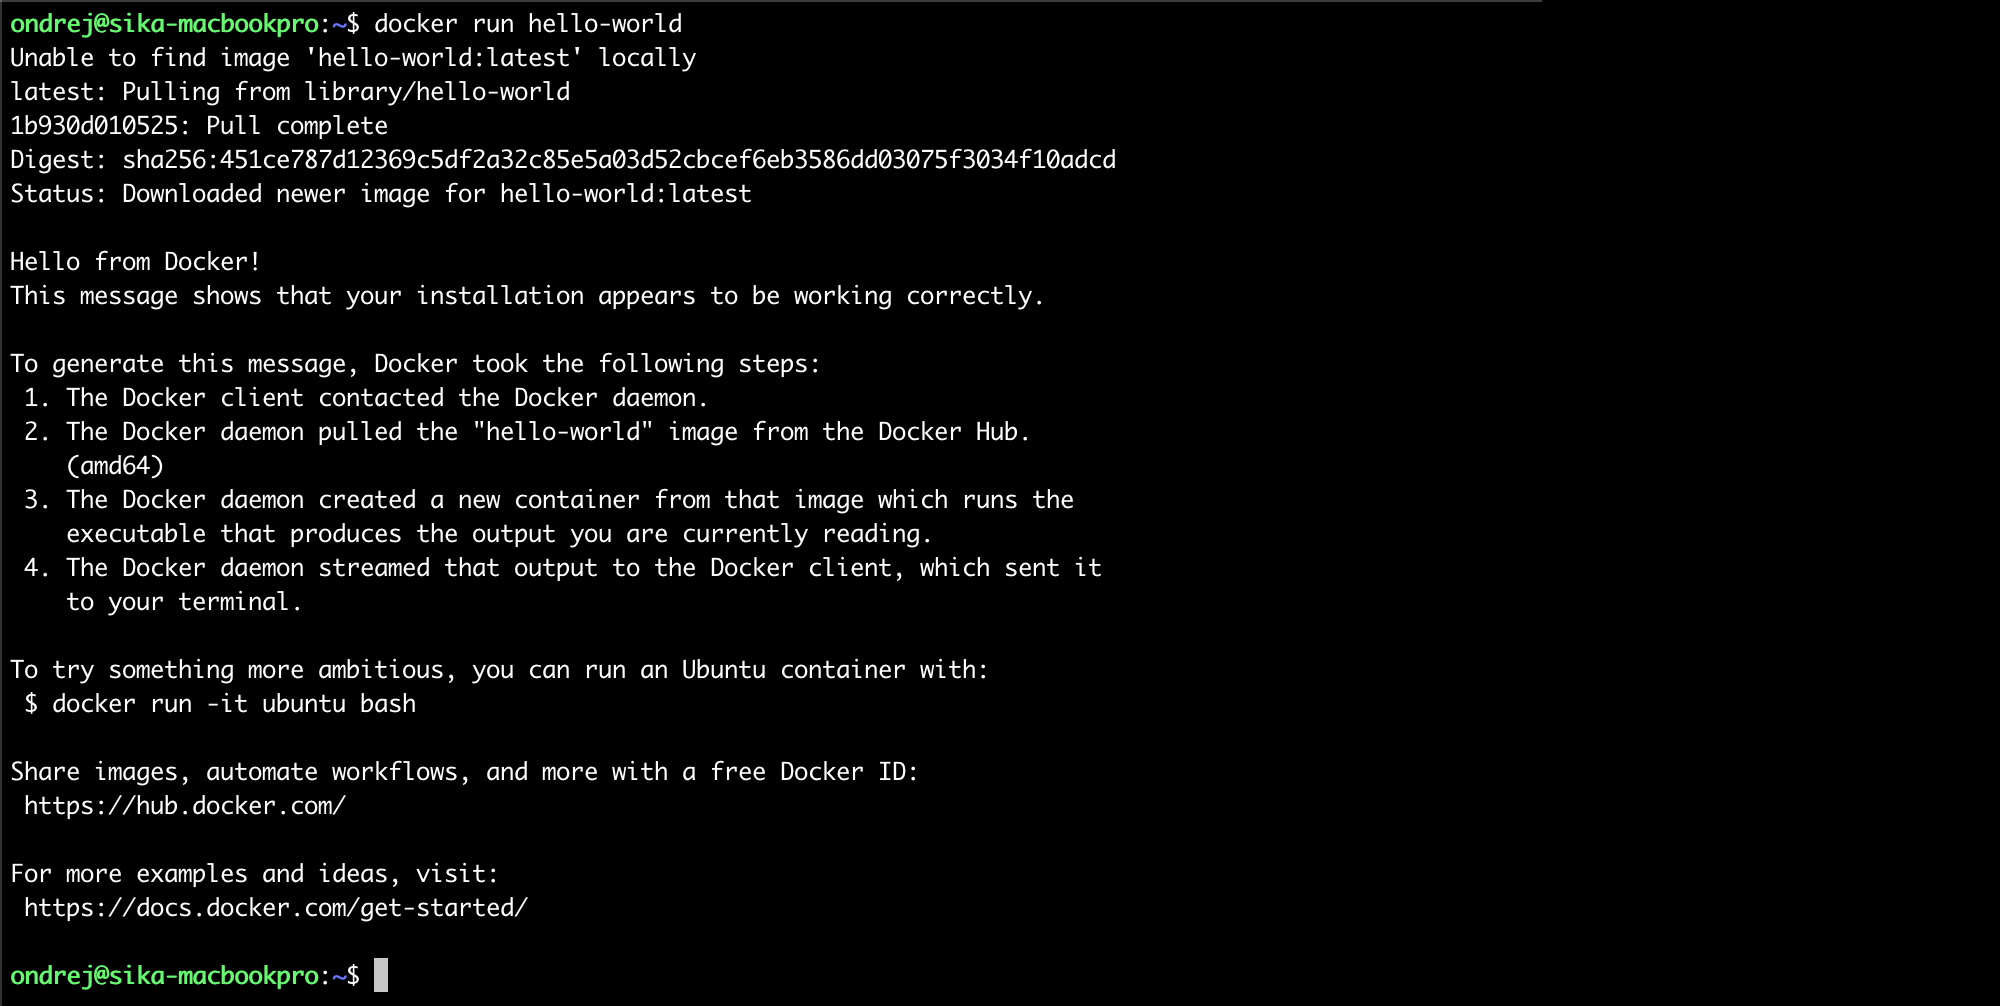 ondrej@sika-macbookpro:~$ docker run hello-world
Unable to find image 'hello-world:latest' locally
latest: Pulling from library/hello-world
1b930d010525: Pull complete
Digest: sha256:451ce787d12369c5df2a32c85e5a03d52cbcef6eb3586dd03075f3034f10adcd
Status: Downloaded newer image for hello-world:latest

Hello from Docker!
This message shows that your installation appears to be working correctly.

To generate this message, Docker took the following steps:
 1. The Docker client contacted the Docker daemon.
 2. The Docker daemon pulled the "hello-world" image from the Docker Hub.
    (amd64)
 3. The Docker daemon created a new container from that image which runs the
    executable that produces the output you are currently reading.
 4. The Docker daemon streamed that output to the Docker client, which sent it
    to your terminal.

To try something more ambitious, you can run an Ubuntu container with:
 $ docker run -it ubuntu bash

Share images, automate workflows, and more with a free Docker ID:
 https://hub.docker.com/

For more examples and ideas, visit:
 https://docs.docker.com/get-started/

ondrej@sika-macbookpro:~$